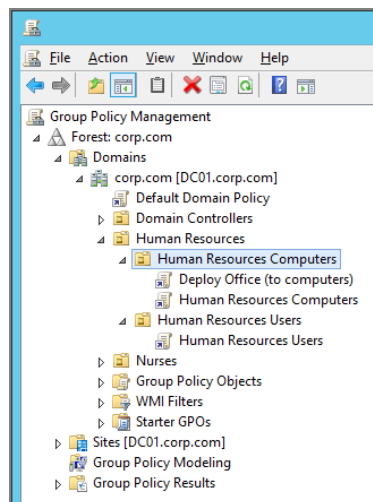 File Action View Window Help
Group Policy Management
Forest: corp.com
Domains
corp.com [DC01.corp.com]
Default Domain Policy
Domain Controllers
Human Resources
Human Resources Computers
Deploy Office (to computers)
Human Resources Computers
Human Resources Users
Human Resources Users
Nurses
Group Policy Objects
WMI Filters
Starter GPOs
Sites [DC01.corp.com]
Group Policy Modeling
Group Policy Results